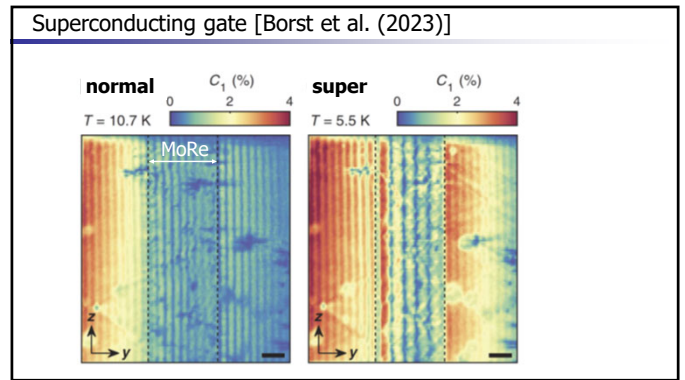 Superconducting gate [Borst et al. (2023)]
normal
C₁ (%)
0 2 4
T = 10.7 K
MoRe
z
y
super
C₁ (%)
0 2 4
T = 5.5 K
z
y